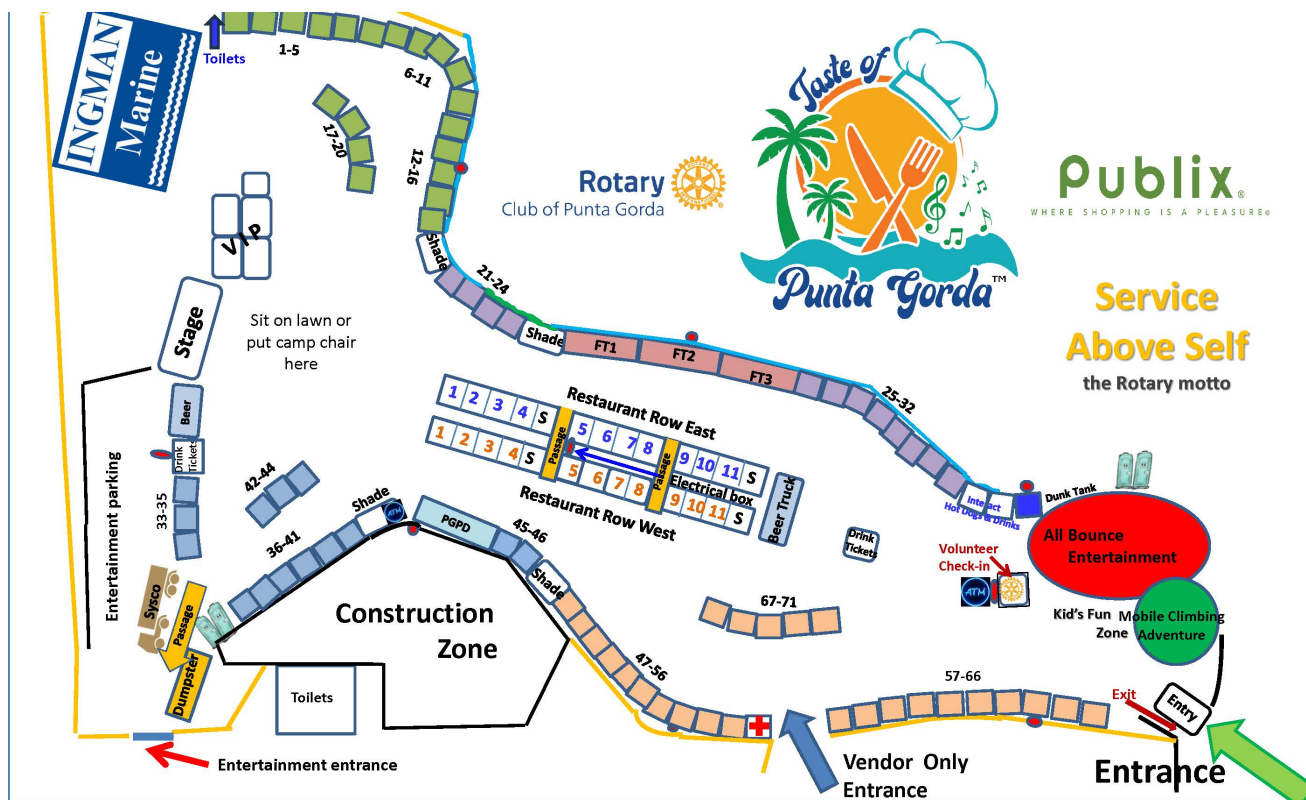 INGMAN
Marine
Toilets
1-5
6-11
17-20
12-16
VIP
Shade
21-24
Stage
Sit on lawn or
put camp chair
here
Shade
FT1
FT2
FT3
25-32
Rotary
Club of Punta Gorda
Taste of
Punta Gorda™
Publix®
WHERE SHOPPING IS A PLEASURE®
Service
Above Self
the Rotary motto
Restaurant Row East
1 2 3 4 S Passage 5 6 7 8 Passage 9 10 11 S
1 2 3 4 S 5 6 7 8 9 10 11 S
Electrical box
Restaurant Row West
Beer Truck
Beer
Drink
Tickets
33-35
42-44
Entertainment parking
Shade
ATM
36-41
PGPD
45-46
Shade
Interact
Hot Dogs & Drinks
Dunk Tank
All Bounce
Entertainment
Drink
Tickets
Volunteer
Check-in
ATM
Kid's Fun
Zone
Mobile Climbing
Adventure
Sysco
Passage
Dumpster
Construction
Zone
Toilets
47-56
67-71
57-66
Exit
Entry
Entrance
Vendor Only
Entrance
Entertainment entrance